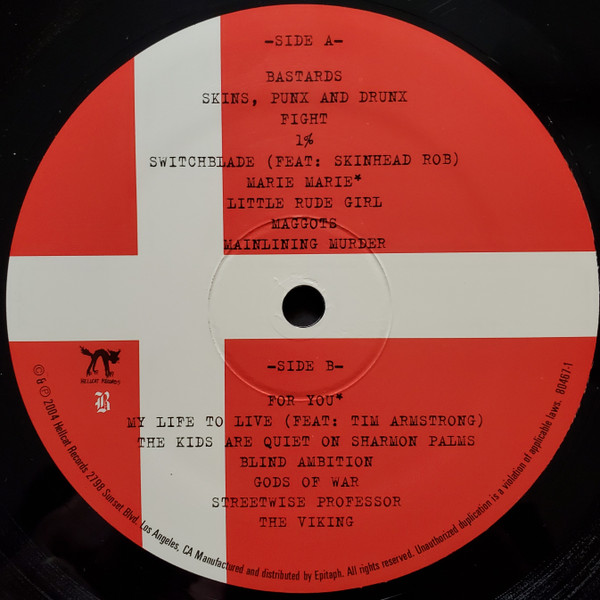 -SIDE A-
BASTARDS
SKINS, PUNX AND DRUNX
FIGHT
1%
SWITCHBLADE (FEAT: SKINHEAD ROB)
MARIE MARIE*
LITTLE RUDE GIRL
MAGGOTS
MAINLINING MURDER
-SIDE B-
FOR YOU*
MY LIFE TO LIVE (FEAT: TIM ARMSTRONG)
THE KIDS ARE QUIET ON SHARMON PALMS
BLIND AMBITION
GODS OF WAR
STREETWISE PROFESSOR
THE VIKING
HELLCAT RECORDS
B
© & ℗ 2004 Hellcat Records 2798 Sunset Blvd. Los Angeles, CA Manufactured and distributed by Epitaph. All rights reserved. Unauthorized duplication is a violation of applicable laws. 80467-1